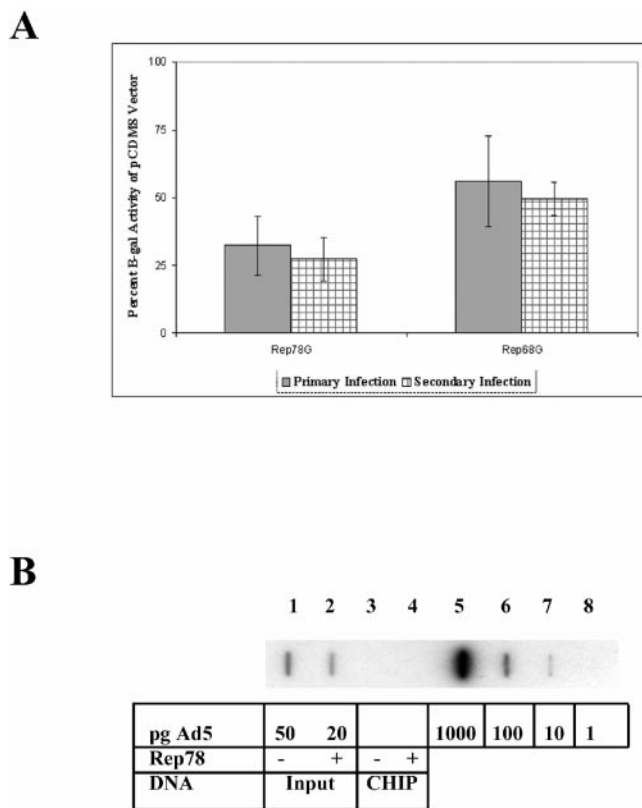 A
Percent B-gal Activity of pCDMS Vector
100
75
50
25
0
Rep78G Rep68G
Primary Infection Secondary Infection
B
1 2 3 4 5 6 7 8
pg Ad5 50 20 1000 100 10 1
Rep78 - + - +
DNA Input CHIP